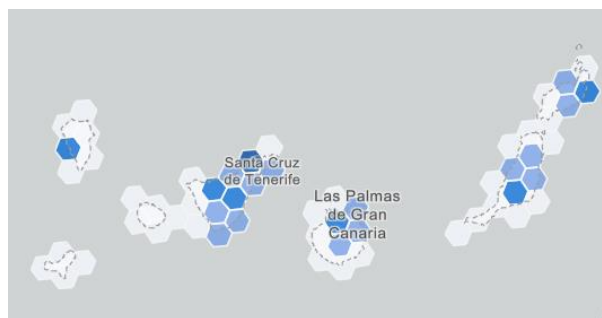 Santa Cruz
de Tenerife
Las Palmas
de Gran
Canaria